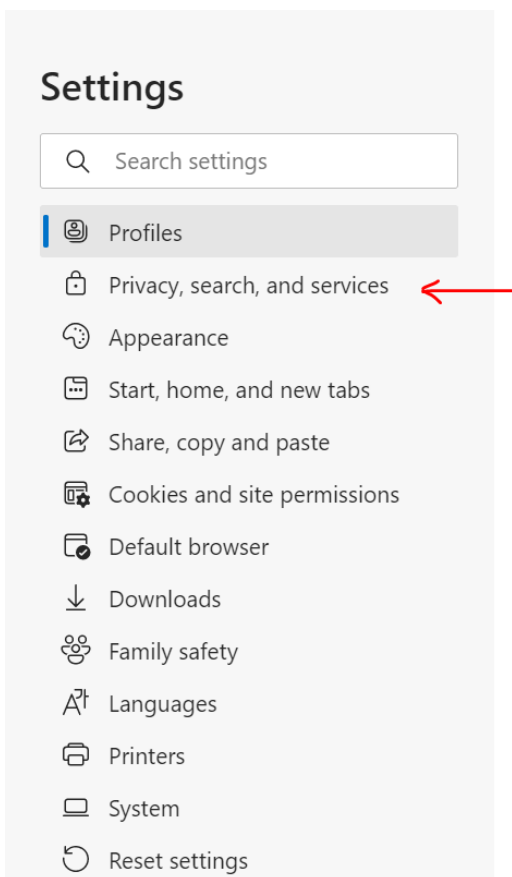 Settings
Search settings
Profiles
Privacy, search, and services
Appearance
Start, home, and new tabs
Share, copy and paste
Cookies and site permissions
Default browser
Downloads
Family safety
Languages
Printers
System
Reset settings